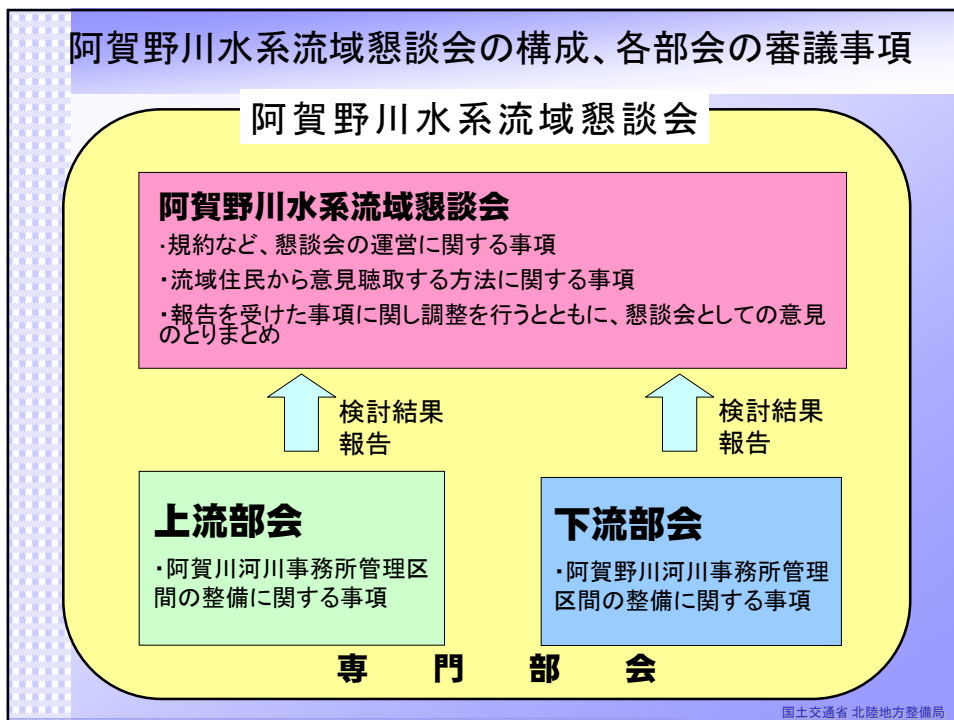 阿賀野川水系流域懇談会の構成、各部会の審議事項
阿賀野川水系流域懇談会
阿賀野川水系流域懇談会
・規約など、懇談会の運営に関する事項
・流域住民から意見聴取する方法に関する事項
・報告を受けた事項に関し調整を行うとともに、懇談会としての意見
のとりまとめ
検討結果
報告
検討結果
報告
上流部会
・阿賀川河川事務所管理区
間の整備に関する事項
下流部会
・阿賀野川河川事務所管理
区間の整備に関する事項
専門部会
国土交通省 北陸地方整備局